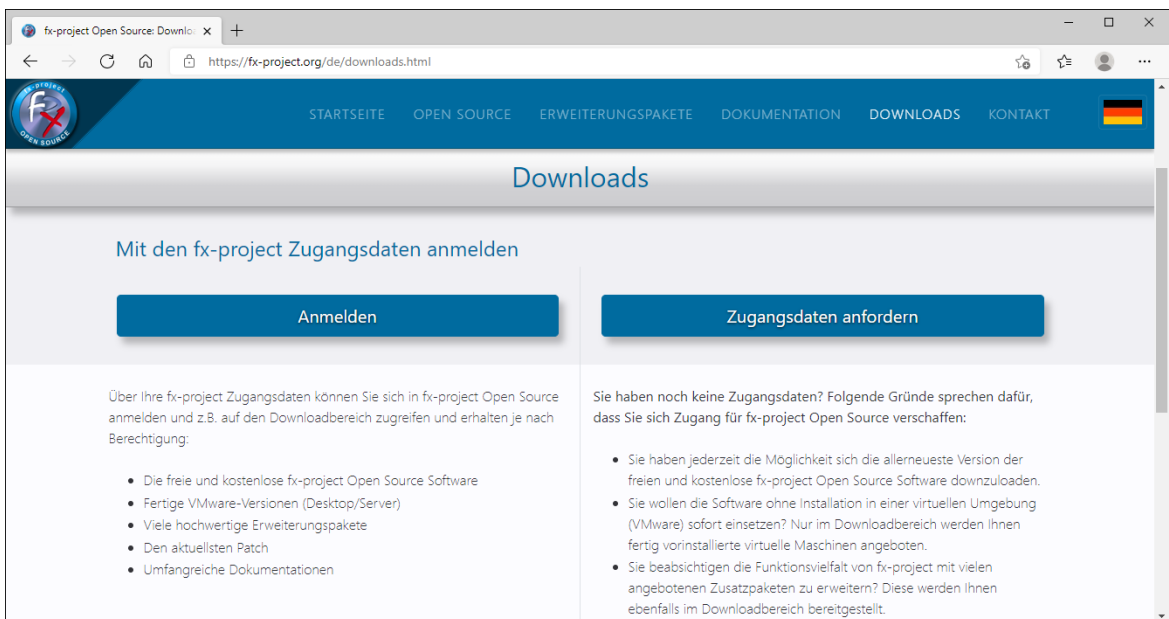 fx-project Open Source: Downlo
https://fx-project.org/de/downloads.html
fx-project
fx
OPEN SOURCE
STARTSEITE OPEN SOURCE ERWEITERUNGSPAKETE DOKUMENTATION DOWNLOADS KONTAKT
Downloads
Mit den fx-project Zugangsdaten anmelden
Anmelden
Zugangsdaten anfordern
Über Ihre fx-project Zugangsdaten können Sie sich in fx-project Open Source
anmelden und z.B. auf den Downloadbereich zugreifen und erhalten je nach
Berechtigung:
Die freie und kostenlose fx-project Open Source Software
Fertige VMware-Versionen (Desktop/Server)
Viele hochwertige Erweiterungspakete
Den aktuellsten Patch
Umfangreiche Dokumentationen
Sie haben noch keine Zugangsdaten? Folgende Gründe sprechen dafür,
dass Sie sich Zugang für fx-project Open Source verschaffen:
Sie haben jederzeit die Möglichkeit sich die allerneueste Version der
freien und kostenlose fx-project Open Source Software downzuloaden.
Sie wollen die Software ohne Installation in einer virtuellen Umgebung
(VMware) sofort einsetzen? Nur im Downloadbereich werden Ihnen
fertig vorinstallierte virtuelle Maschinen angeboten.
Sie beabsichtigen die Funktionsvielfalt von fx-project mit vielen
angebotenen Zusatzpaketen zu erweitern? Diese werden Ihnen
ebenfalls im Downloadbereich bereitgestellt.